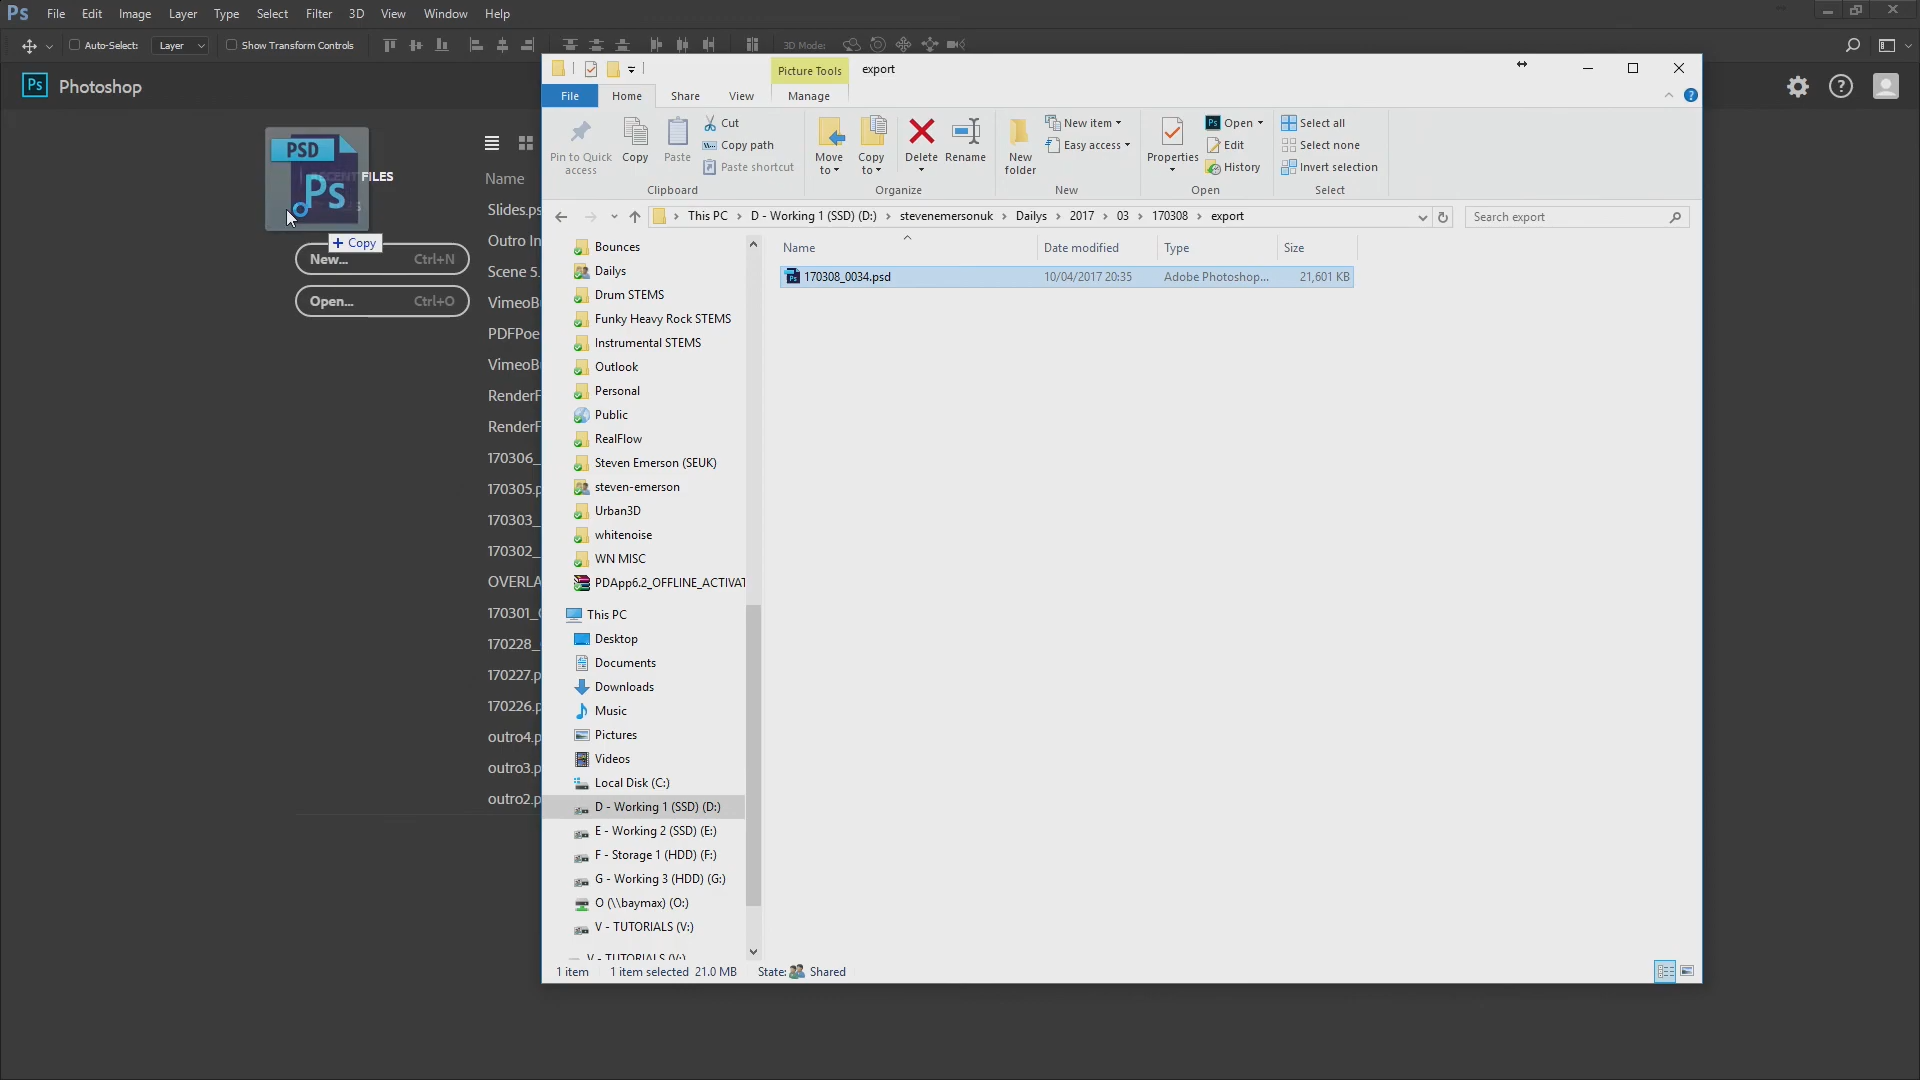 Ps File Edit Image Layer Type Select Filter 3D View Window Help
Auto-Select: Layer Show Transform Controls 3D Mode:
Ps Photoshop
PSD
Ps
FILES
+ Copy
New... Ctrl+N
Open... Ctrl+O
Name
Slides.ps
Outro In
Scene 5.
VimeoB
PDFPoe
VimeoB
RenderF
RenderF
170306_
170305.p
170303_
170302_
OVERLA
170301_0
170228_
170227.p
170226.p
outro4.p
outro3.p
outro2.p
Picture Tools export
File Home Share View Manage
Pin to Quick access
Copy
Paste
Cut
Copy path
Paste shortcut
Clipboard
Move to
Copy to
Delete
Rename
Organize
New folder
New item
Easy access
New
Properties
Open
Edit
History
Open
Select all
Select none
Invert selection
Select
This PC D - Working 1 (SSD) (D:) stevenemersonuk Dailys 2017 03 170308 export
Search export
Bounces
Dailys
Drum STEMS
Funky Heavy Rock STEMS
Instrumental STEMS
Outlook
Personal
Public
RealFlow
Steven Emerson (SEUK)
steven-emerson
Urban3D
whitenoise
WN MISC
PDApp6.2_OFFLINE_ACTIVAT
This PC
Desktop
Documents
Downloads
Music
Pictures
Videos
Local Disk (C:)
D - Working 1 (SSD) (D:)
E - Working 2 (SSD) (E:)
F - Storage 1 (HDD) (F:)
G - Working 3 (HDD) (G:)
O (\\baymax) (O:)
V - TUTORIALS (V:)
V - TUTORIALS (V:)
Name Date modified Type Size
170308_0034.psd 10/04/2017 20:35 Adobe Photoshop... 21,601 KB
1 item 1 item selected 21.0 MB State: Shared